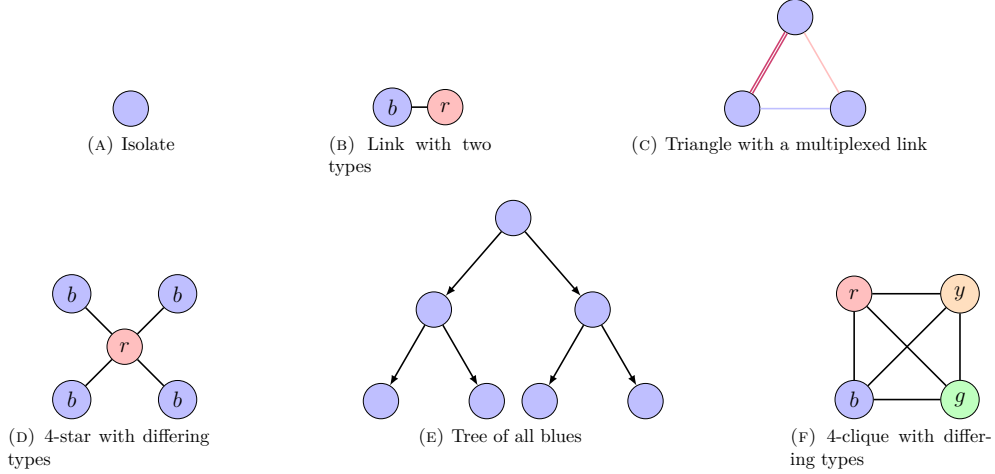 b r
(A) Isolate
(B) Link with two
types
(C) Triangle with a multiplexed link
b b
r
b b
(D) 4-star with differing
types
(E) Tree of all blues
r y
b g
(F) 4-clique with differ-
ing types